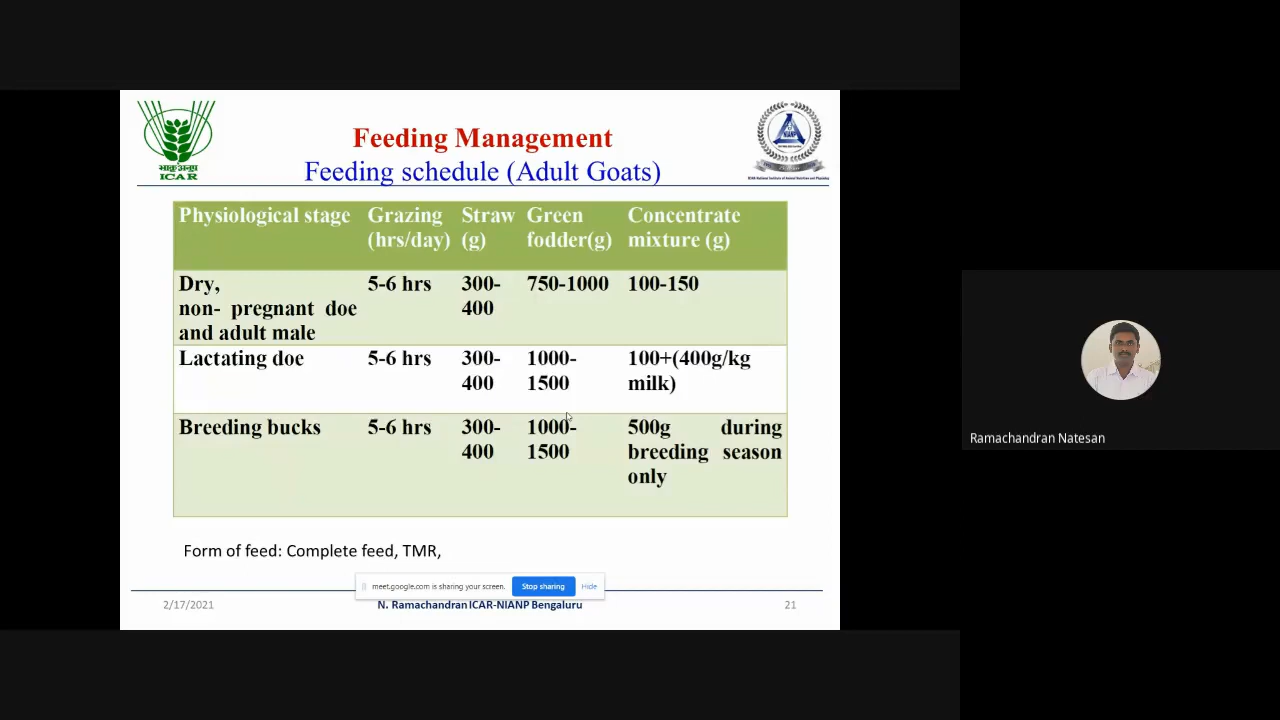 Feeding Management
Feeding schedule (Adult Goats)
भाकृअनुप
ICAR
NIANP
Physiological stage Grazing (hrs/day) Straw (g) Green fodder(g) Concentrate mixture (g)
Dry, non- pregnant doe and adult male 5-6 hrs 300-400 750-1000 100-150
Lactating doe 5-6 hrs 300-400 1000-1500 100+(400g/kg milk)
Breeding bucks 5-6 hrs 300-400 1000-1500 500g during breeding season only
Form of feed: Complete feed, TMR,
meet.google.com is sharing your screen. Stop sharing Hide
2/17/2021 N. Ramachandran ICAR-NIANP Bengaluru 21
Ramachandran Natesan